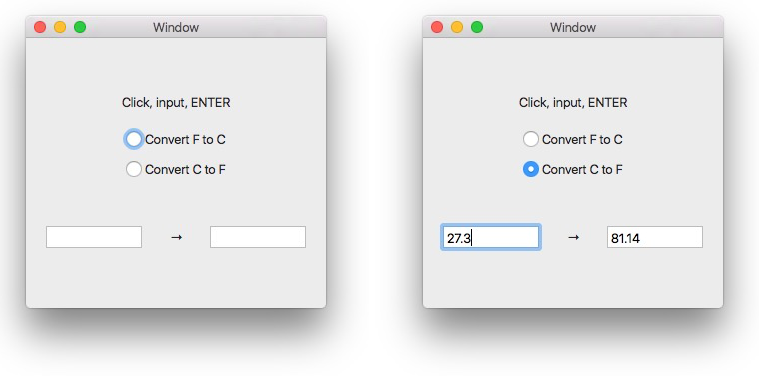 Window
Click, input, ENTER
Convert F to C
Convert C to F
→
Window
Click, input, ENTER
Convert F to C
Convert C to F
27.3 → 81.14